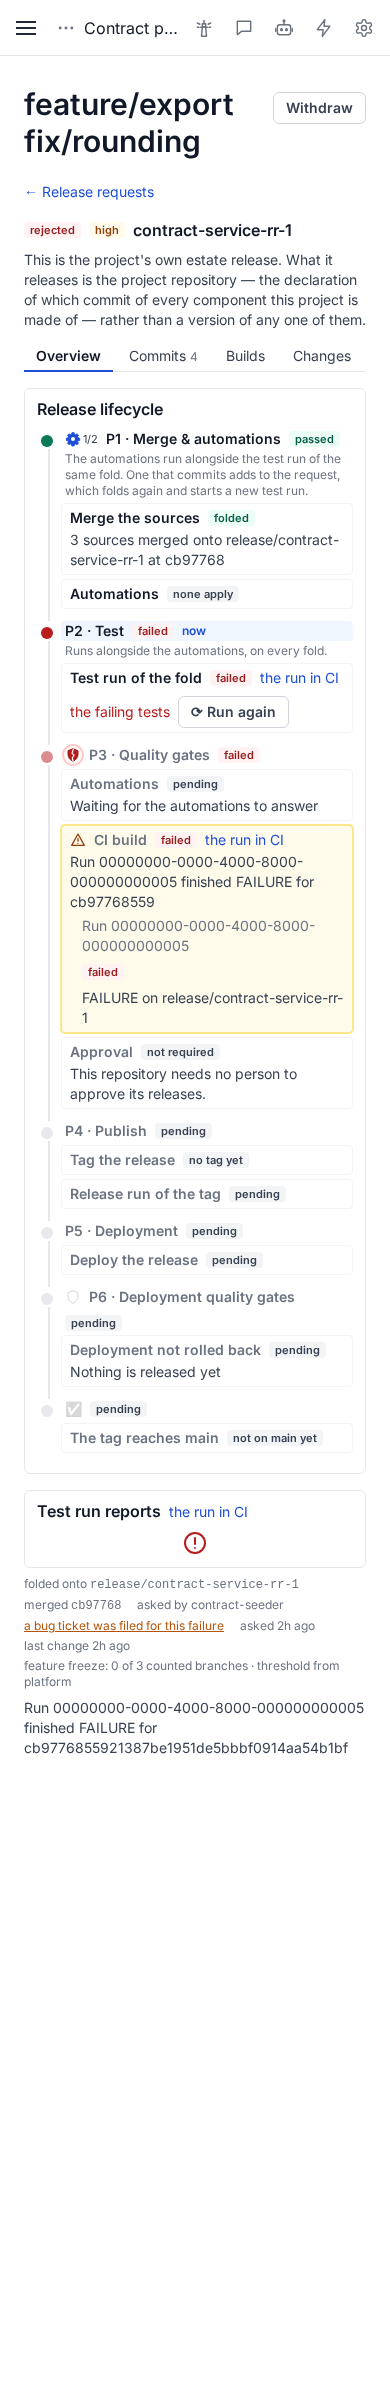 Contract p...
feature/export
fix/rounding
Withdraw
← Release requests
rejected high contract-service-rr-1
This is the project's own estate release. What it
releases is the project repository — the declaration
of which commit of every component this project is
made of — rather than a version of any one of them.
Overview Commits 4 Builds Changes
Release lifecycle
1/2 P1 · Merge & automations passed
The automations run alongside the test run of the
same fold. One that commits adds to the request,
which folds again and starts a new test run.
Merge the sources folded
3 sources merged onto release/contract-
service-rr-1 at cb97768
Automations none apply
P2 · Test failed now
Runs alongside the automations, on every fold.
Test run of the fold failed the run in CI
the failing tests ⟳ Run again
P3 · Quality gates failed
Automations pending
Waiting for the automations to answer
CI build failed the run in CI
Run 00000000-0000-4000-8000-
000000000005 finished FAILURE for
cb97768559
Run 00000000-0000-4000-8000-
000000000005
failed
FAILURE on release/contract-service-rr-
1
Approval not required
This repository needs no person to
approve its releases.
P4 · Publish pending
Tag the release no tag yet
Release run of the tag pending
P5 · Deployment pending
Deploy the release pending
P6 · Deployment quality gates
pending
Deployment not rolled back pending
Nothing is released yet
☑ pending
The tag reaches main not on main yet
Test run reports the run in CI
folded onto release/contract-service-rr-1
merged cb97768 asked by contract-seeder
a bug ticket was filed for this failure asked 2h ago
last change 2h ago
feature freeze: 0 of 3 counted branches · threshold from
platform
Run 00000000-0000-4000-8000-000000000005
finished FAILURE for
cb9776855921387be1951de5bbbf0914aa54b1bf